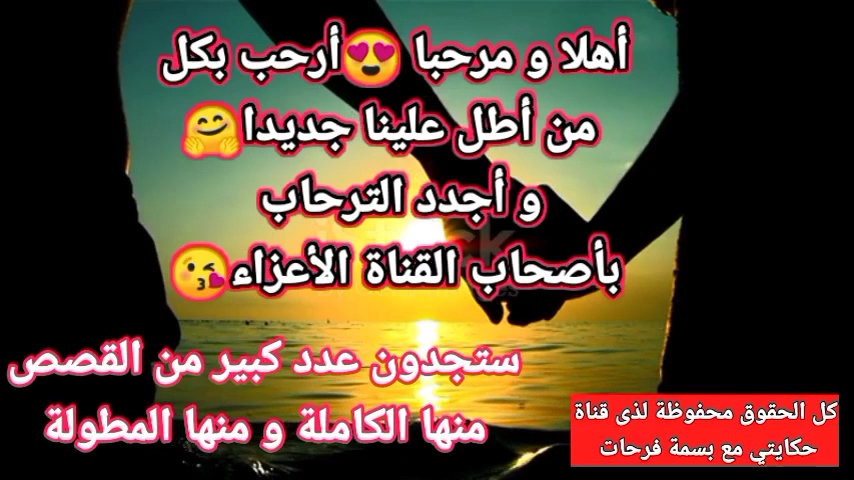 أهلا و مرحبا 😍أرحب بكل
من أطل علينا جديدا🤗
و أجدد الترحاب
بأصحاب القناة الأعزاء😘
ستجدون عدد كبير من القصص
منها الكاملة و منها المطولة
كل الحقوق محفوظة لذى قناة
حكايتي مع بسمة فرحات